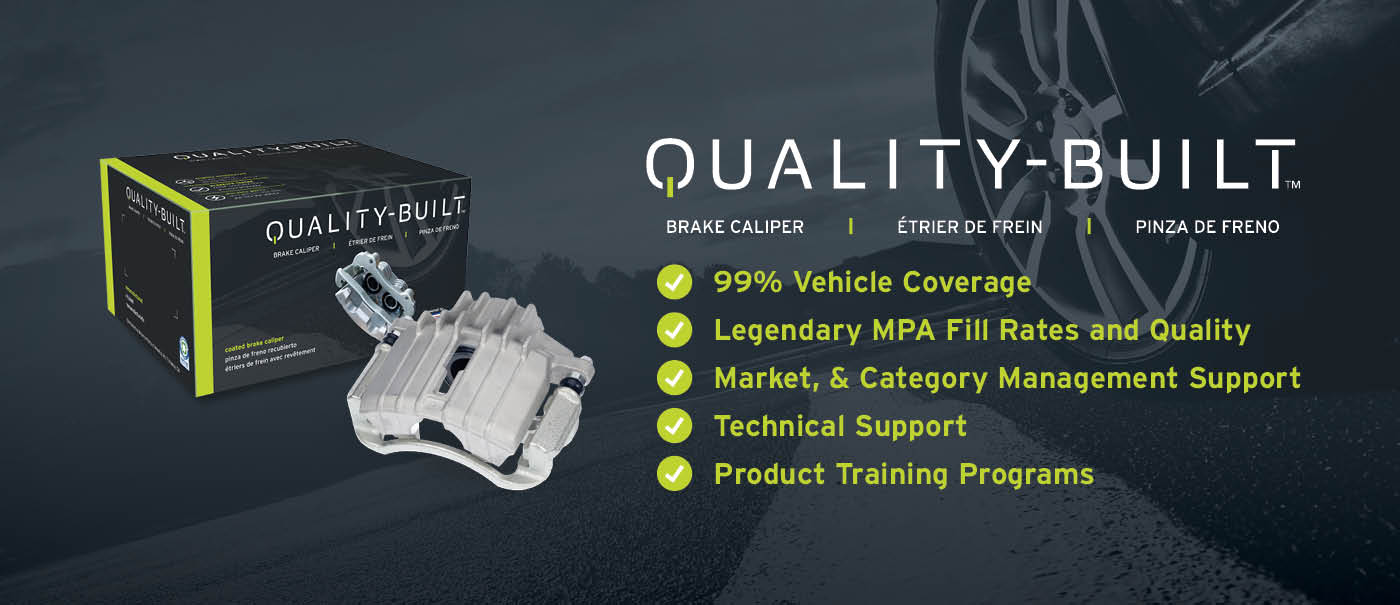 QUALITY-BUILT
QUALITY-BUILT
BRAKE CALIPER | ÉTRIER DE FREIN | PINZA DE FRENO
QUALITY-BUILT
coated brake caliper
pinza de freno recubierto
étriers de frein avec revêtement
QUALITY-BUILT™
BRAKE CALIPER | ÉTRIER DE FREIN | PINZA DE FRENO
99% Vehicle Coverage
Legendary MPA Fill Rates and Quality
Market, & Category Management Support
Technical Support
Product Training Programs